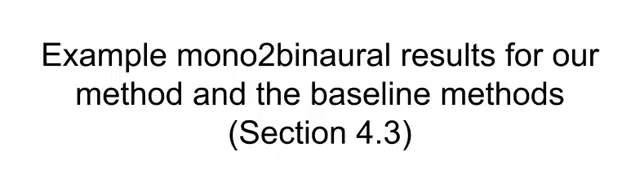 Example mono2binaural results for our
method and the baseline methods
(Section 4.3)